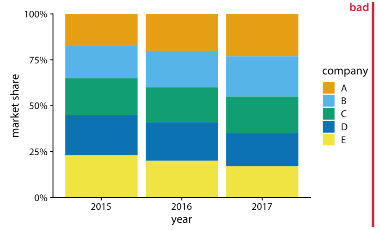 bad
100%
75%
50%
25%
0%
market share
2015 2016 2017
year
company
A
B
C
D
E